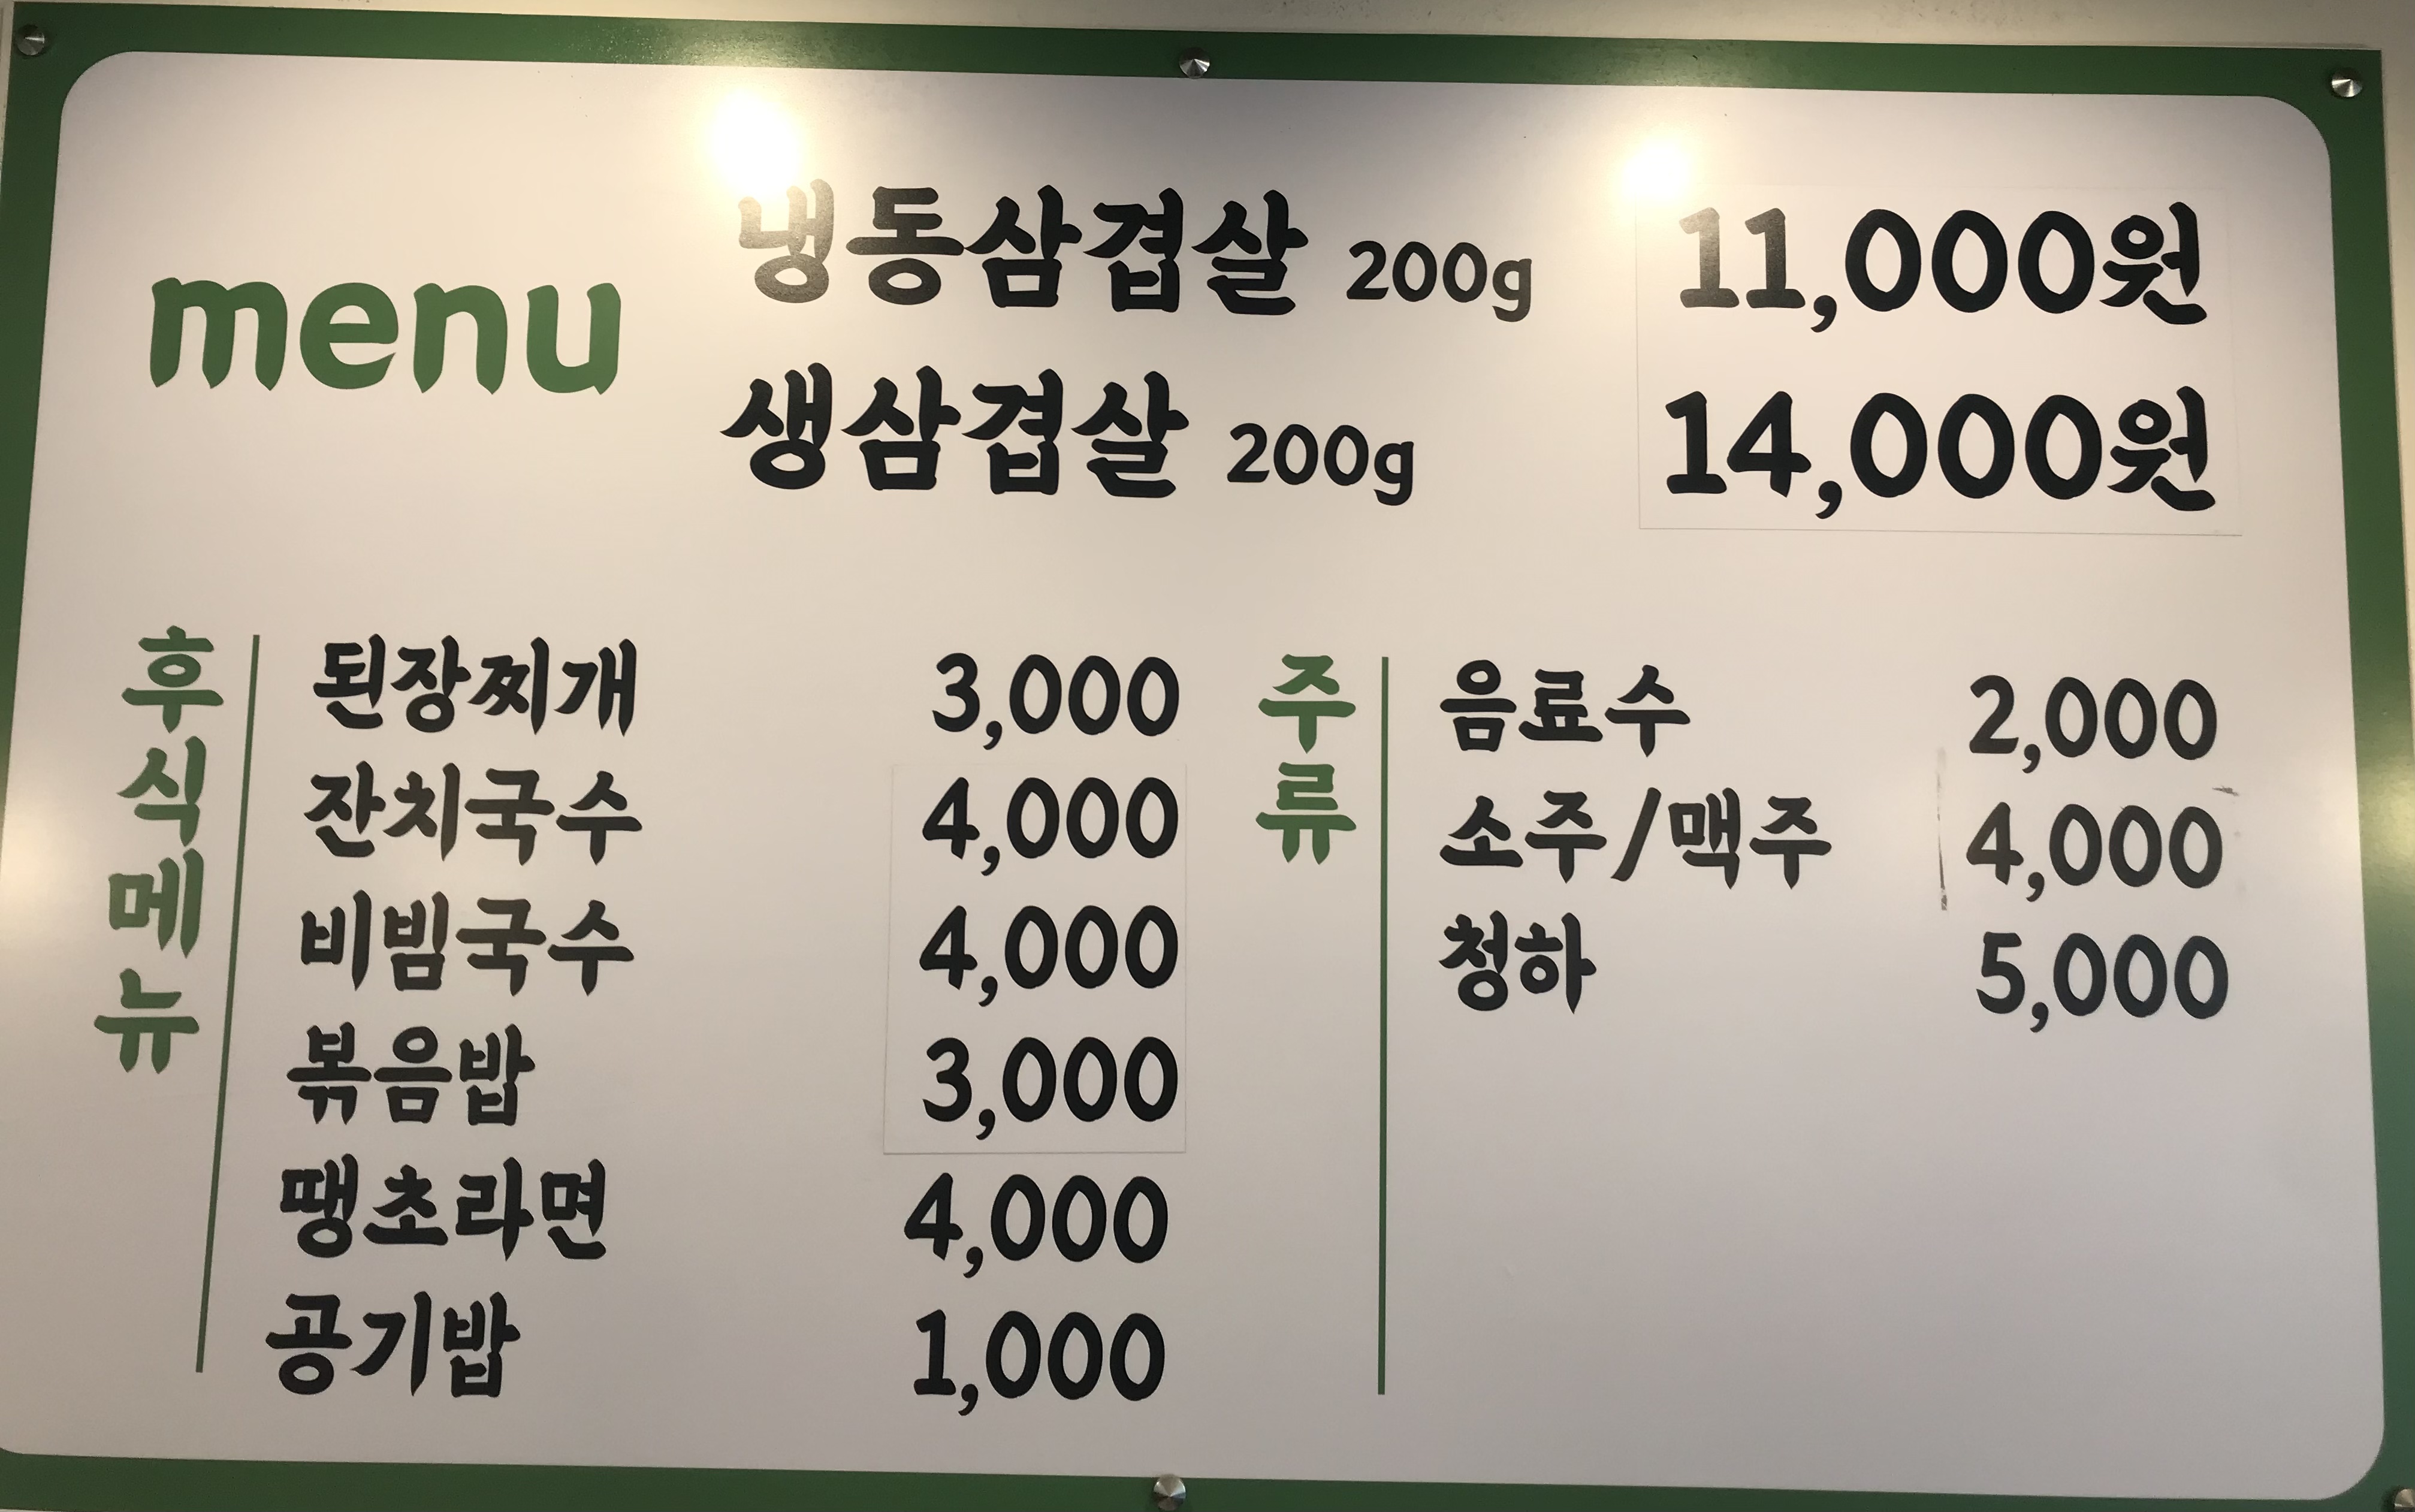 menu
냉동삼겹살 200g 11,000원
생삼겹살 200g 14,000원
후식메뉴
된장찌개 3,000
잔치국수 4,000
비빔국수 4,000
볶음밥 3,000
땡초라면 4,000
공기밥 1,000
주류
음료수 2,000
소주/맥주 4,000
청하 5,000